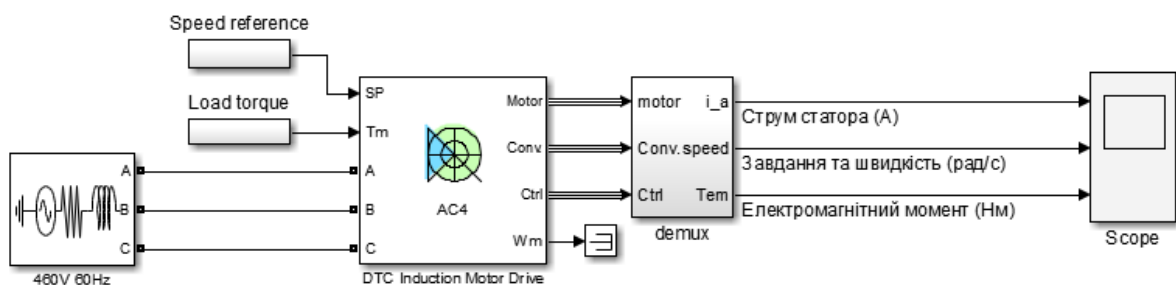 Speed reference
Load torque
SP
Tm
A
B
C
Motor
Conv.
Ctrl
Wm
AC4
DTC Induction Motor Drive
A
B
C
460V 60Hz
motor
Conv.
Ctrl
i_a
speed
Tem
demux
Струм статора (А)
Завдання та швидкість (рад/с)
Електромагнітний момент (Нм)
Scope